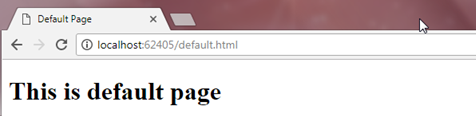 Default Page
localhost:62405/default.html
This is default page